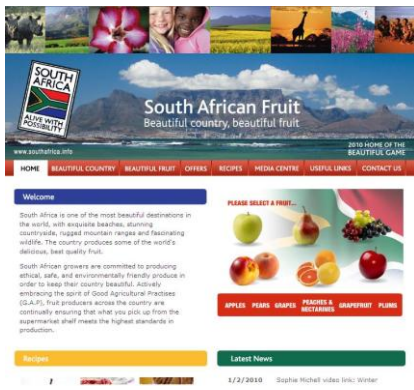 SOUTH
AFRICA
ALIVE WITH
POSSIBILITY
South African Fruit
Beautiful country, beautiful fruit
www.southafrica.info
2010 HOME OF THE
BEAUTIFUL GAME
HOME BEAUTIFUL COUNTRY BEAUTIFUL FRUIT OFFERS RECIPES MEDIA CENTRE USEFUL LINKS CONTACT US
Welcome
South Africa is one of the most beautiful destinations in
the world, with exquisite beaches, stunning
countryside, rugged mountain ranges and fascinating
wildlife. The country produces some of the world's
delicious, best quality fruit.
South African growers are committed to producing
ethical, safe, and environmentally friendly produce in
order to keep their country beautiful. Actively
embracing the spirit of Good Agricultural Practises
(G.A.P), fruit producers across the country are
continually ensuring that what you pick up from the
supermarket shelf meets the highest standards in
production.
PLEASE SELECT A FRUIT...
APPLES PEARS GRAPES PEACHES & NECTARINES GRAPEFRUIT PLUMS
Recipes
Latest News
1/2/2010 Sophie Michell video link: Winter